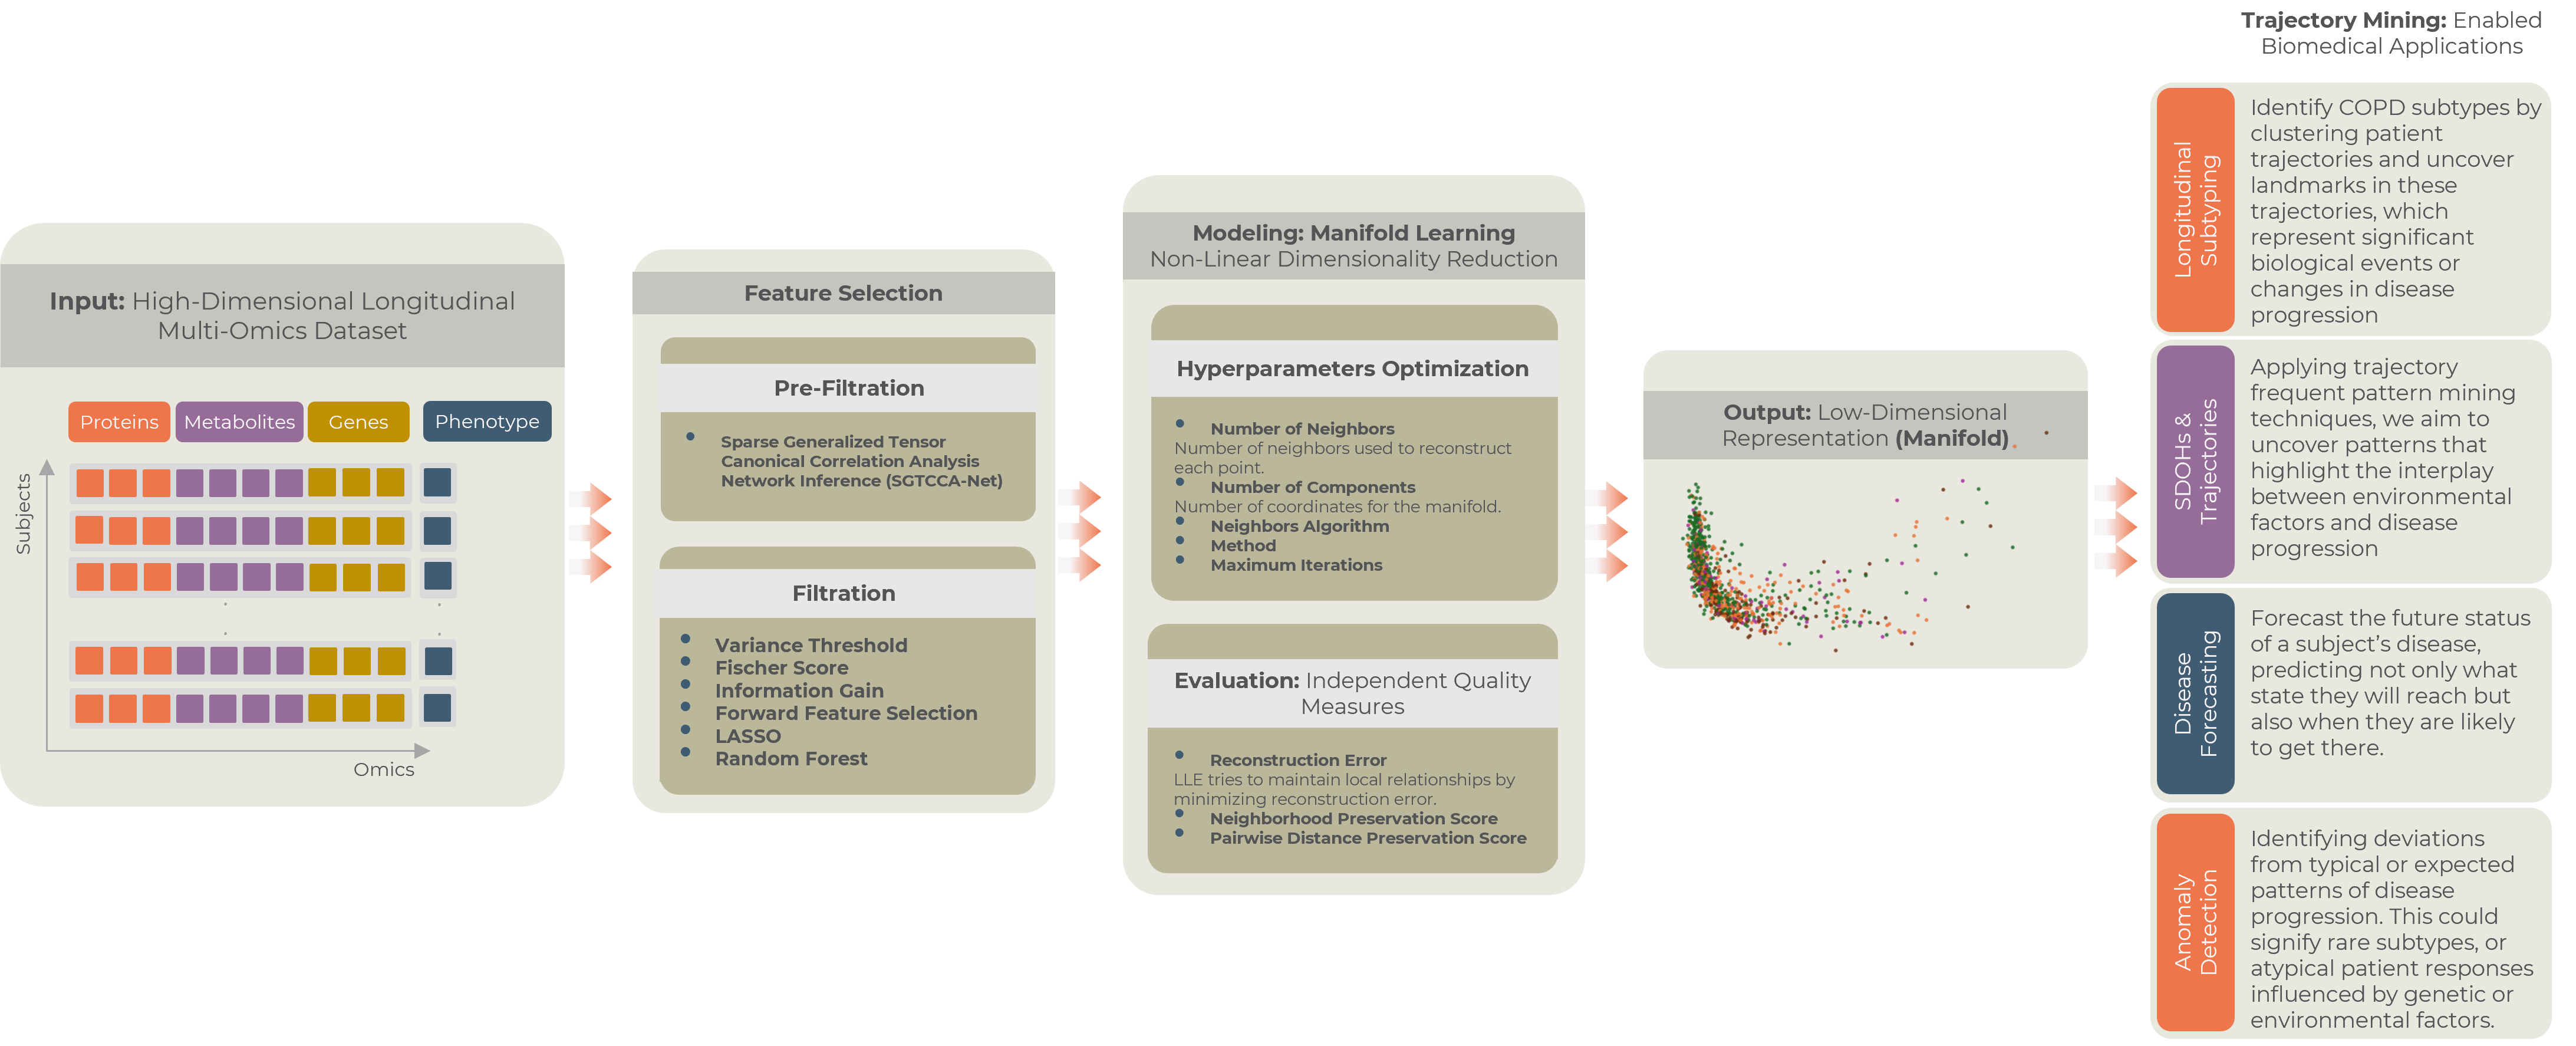 Input: High-Dimensional Longitudinal
Multi-Omics Dataset
Proteins
Metabolites
Genes
Phenotype
Subjects
Omics
Feature Selection
Pre-Filtration
Sparse Generalized Tensor
Canonical Correlation Analysis
Network Inference (SGTCCA-Net)
Filtration
Variance Threshold
Fischer Score
Information Gain
Forward Feature Selection
LASSO
Random Forest
Modeling: Manifold Learning
Non-Linear Dimensionality Reduction
Hyperparameters Optimization
Number of Neighbors
Number of neighbors used to reconstruct
each point.
Number of Components
Number of coordinates for the manifold.
Neighbors Algorithm
Method
Maximum Iterations
Evaluation: Independent Quality
Measures
Reconstruction Error
LLE tries to maintain local relationships by
minimizing reconstruction error.
Neighborhood Preservation Score
Pairwise Distance Preservation Score
Output: Low-Dimensional
Representation (Manifold)
Trajectory Mining: Enabled
Biomedical Applications
Longitudinal
Subtyping
Identify COPD subtypes by
clustering patient
trajectories and uncover
landmarks in these
trajectories, which
represent significant
biological events or
changes in disease
progression
SDOHs &
Trajectories
Applying trajectory
frequent pattern mining
techniques, we aim to
uncover patterns that
highlight the interplay
between environmental
factors and disease
progression
Disease
Forecasting
Forecast the future status
of a subject's disease,
predicting not only what
state they will reach but
also when they are likely
to get there.
Anomaly
Detection
Identifying deviations
from typical or expected
patterns of disease
progression. This could
signify rare subtypes, or
atypical patient responses
influenced by genetic or
environmental factors.